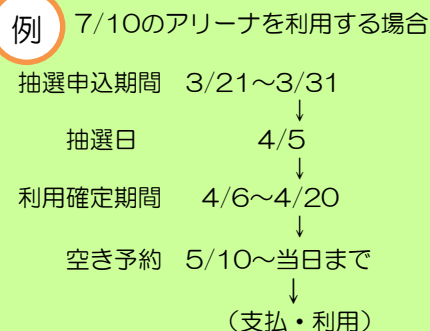 例 7/10のアリーナを利用する場合
抽選申込期間 3/21～3/31
↓
抽選日 4/5
↓
利用確定期間 4/6～4/20
↓
空き予約 5/10～当日まで
↓
（支払・利用）